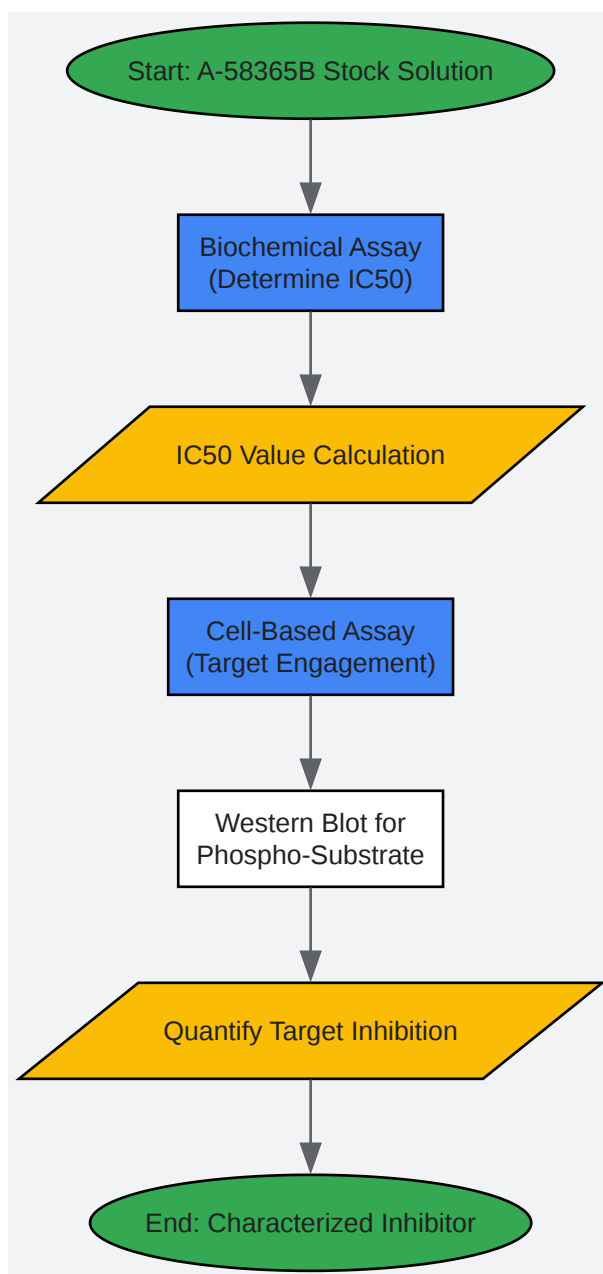 Start: A-58365B Stock Solution
Biochemical Assay
(Determine IC50)
IC50 Value Calculation
Cell-Based Assay
(Target Engagement)
Western Blot for
Phospho-Substrate
Quantify Target Inhibition
End: Characterized Inhibitor